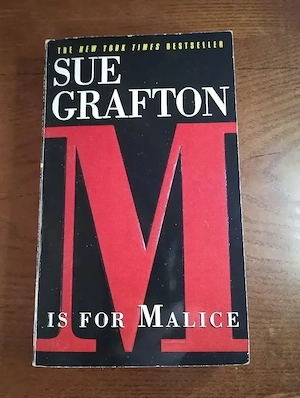 THE NEW YORK TIMES BESTSELLER
SUE
GRAFTON
M
IS FOR MALICE